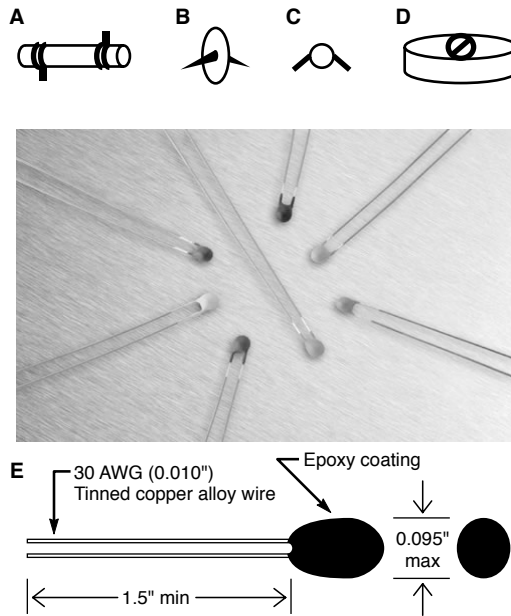 A B C D
E
30 AWG (0.010")
Tinned copper alloy wire
Epoxy coating
0.095"
max
1.5" min